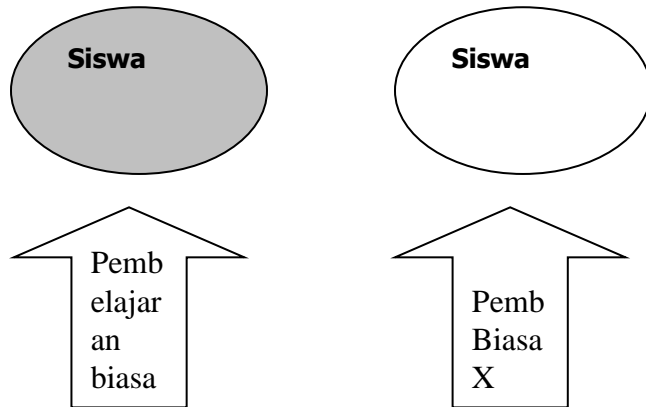 Siswa
Siswa
Pemb
elajar
an
biasa
Pemb
Biasa
X